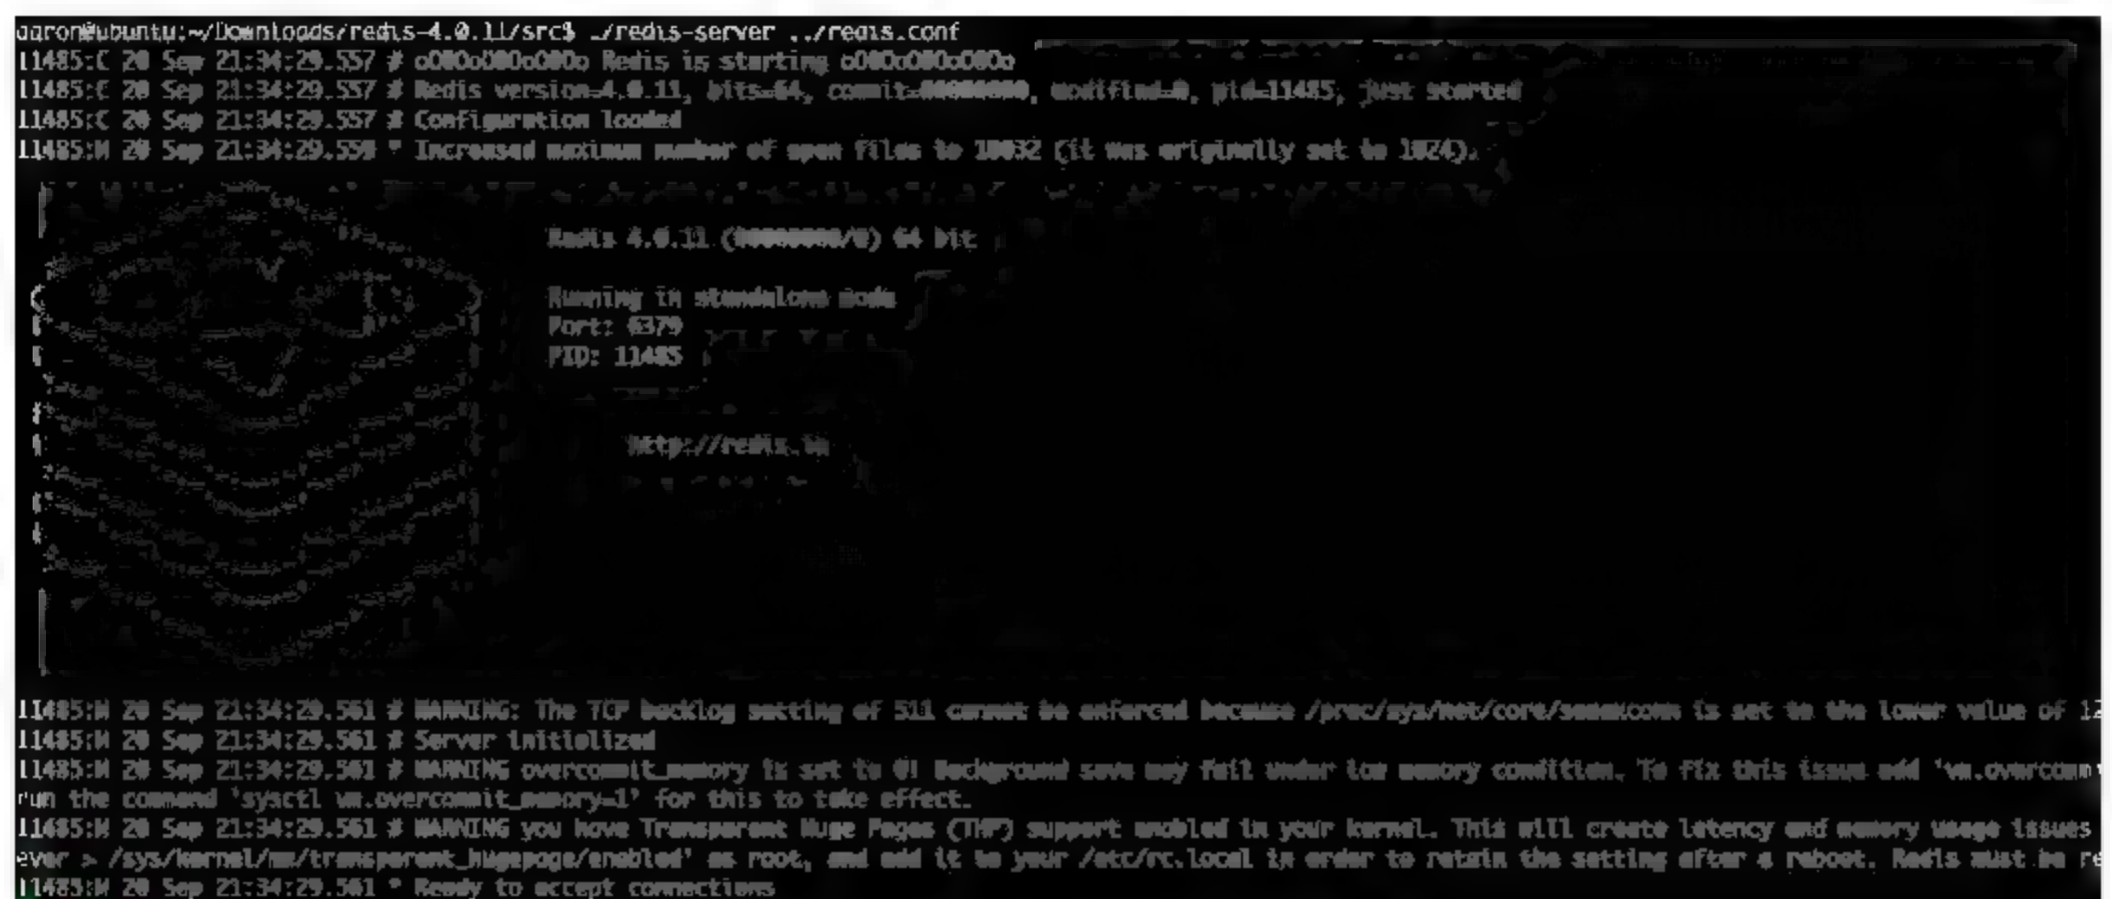 aaron@ubuntu:~/Downloads/redis-4.0.11/src$ ./redis-server ../redis.conf
11485:C 20 Sep 21:34:29.557 # oO0OoO0OoO0Oo Redis is starting oO0OoO0OoO0Oo
11485:C 20 Sep 21:34:29.557 # Redis version=4.0.11, bits=64, commit=00000000, modified=0, pid=11485, just started
11485:C 20 Sep 21:34:29.557 # Configuration loaded
11485:M 20 Sep 21:34:29.558 * Increased maximum number of open files to 10032 (it was originally set to 1024).
Redis 4.0.11 (00000000/0) 64 bit
Running in standalone mode
Port: 6379
PID: 11485
http://redis.io
11485:M 20 Sep 21:34:29.561 # WARNING: The TCP backlog setting of 511 cannot be enforced because /proc/sys/net/core/somaxconn is set to the lower value of 12
11485:M 20 Sep 21:34:29.561 # Server initialized
11485:M 20 Sep 21:34:29.561 # WARNING overcommit_memory is set to 0! Background save may fail under low memory condition. To fix this issue add 'vm.overcomm
run the command 'sysctl vm.overcommit_memory=1' for this to take effect.
11485:M 20 Sep 21:34:29.561 # WARNING you have Transparent Huge Pages (THP) support enabled in your kernel. This will create latency and memory usage issues
ever > /sys/kernel/mm/transparent_hugepage/enabled' as root, and add it to your /etc/rc.local in order to retain the setting after a reboot. Redis must be re
11485:M 20 Sep 21:34:29.561 * Ready to accept connections